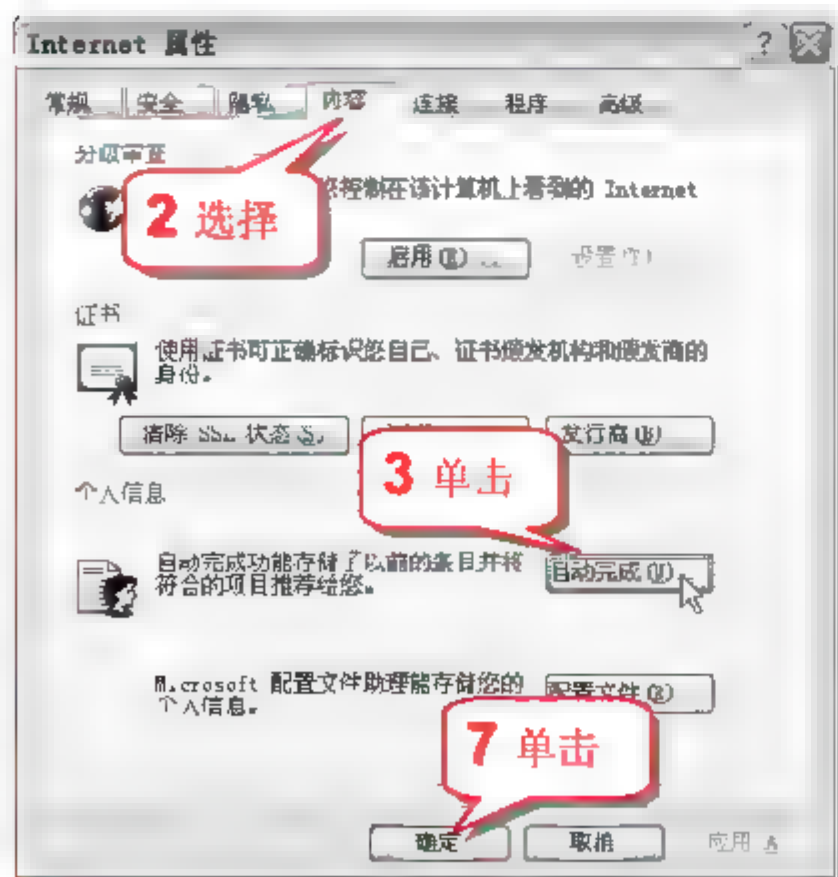 Internet 属性
常规 安全 隐私 内容 连接 程序 高级
分级审查
控制在该计算机上看到的 Internet
2 选择
启用(E)... 设置(T)
证书
使用证书可正确标识您自己、证书颁发机构和颁发商的
身份。
清除 SSL 状态(S) 发行商(B)
3 单击
个人信息
自动完成功能存储了以前的条目并将
符合的项目推荐给您。
自动完成(U)
Microsoft 配置文件助理能存储您的
个人信息。
配置文件(R)
7 单击
确定 取消 应用